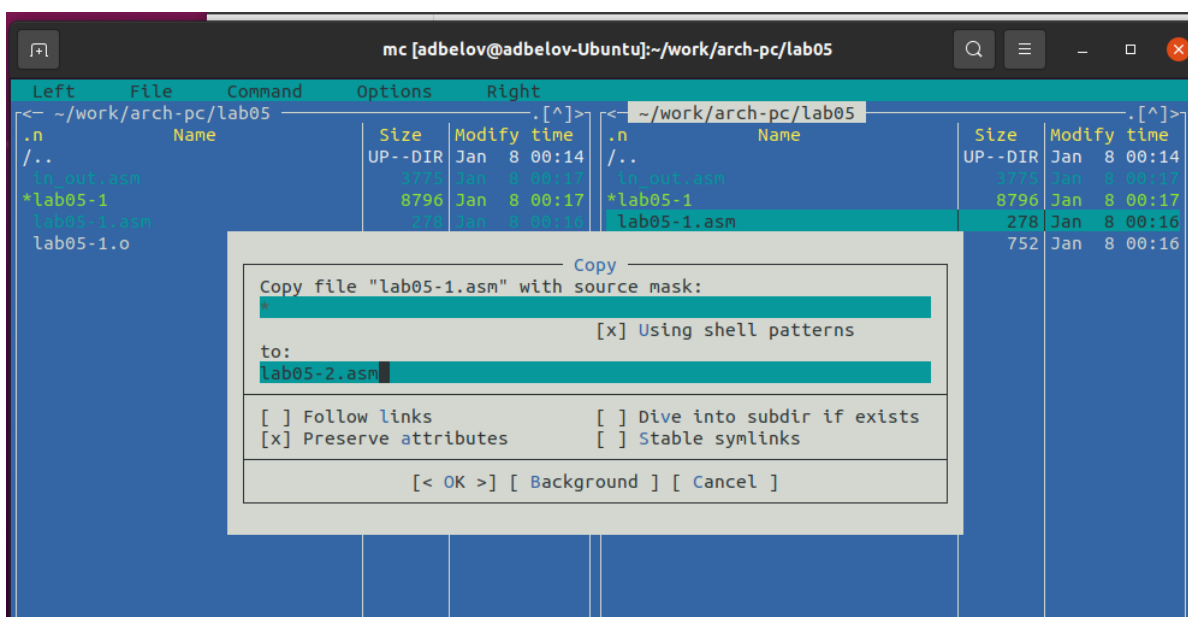 mc [adbelov@adbelov-Ubuntu]:~/work/arch-pc/lab05
Left File Command Options Right
<— ~/work/arch-pc/lab05 .[^]> <— ~/work/arch-pc/lab05 .[^]>
.n Name Size Modify time .n Name Size Modify time
/.. UP--DIR Jan 8 00:14 /.. UP--DIR Jan 8 00:14
in_out.asm 3775 Jan 8 00:17 in_out.asm 3775 Jan 8 00:17
*lab05-1 8796 Jan 8 00:17 *lab05-1 8796 Jan 8 00:17
lab05-1.asm 278 Jan 8 00:16 lab05-1.asm 278 Jan 8 00:16
lab05-1.o 752 Jan 8 00:16
Copy
Copy file "lab05-1.asm" with source mask:
*
[x] Using shell patterns
to:
lab05-2.asm
[ ] Follow links [ ] Dive into subdir if exists
[x] Preserve attributes [ ] Stable symlinks
[< OK >] [ Background ] [ Cancel ]